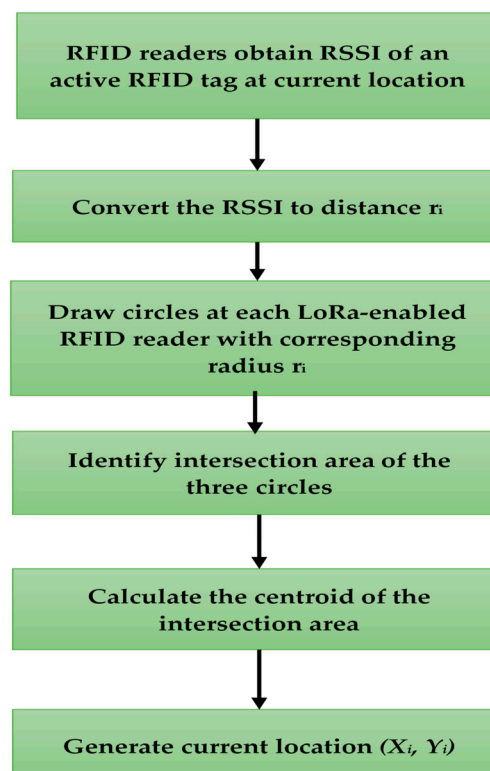 RFID readers obtain RSSI of an
active RFID tag at current location
Convert the RSSI to distance rᵢ
Draw circles at each LoRa-enabled
RFID reader with corresponding
radius rᵢ
Identify intersection area of the
three circles
Calculate the centroid of the
intersection area
Generate current location (Xᵢ, Yᵢ)